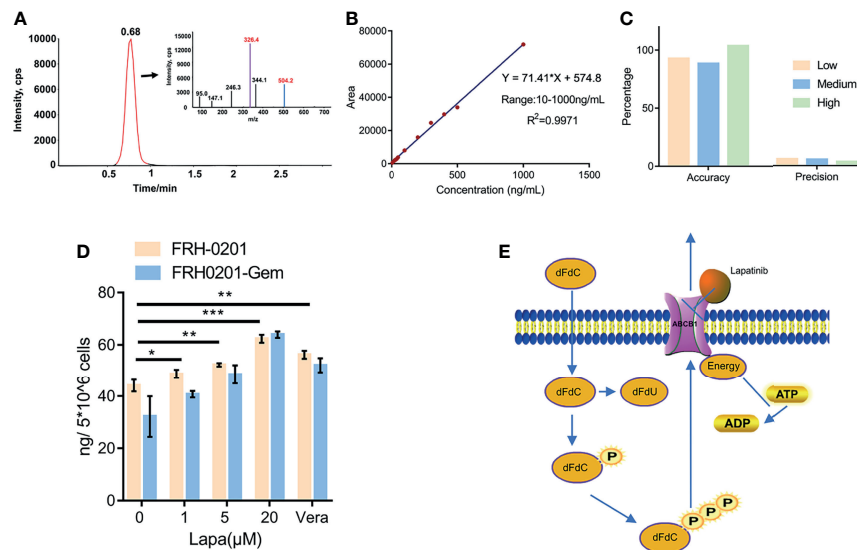 A
0.68
Intensity, cps
10000
8000
6000
4000
2000
0
0.5
1
1.5
2
2.5
Time/min
Intensity, cps
15000
12000
9000
6000
3000
0
95.0
147.1
246.3
326.4
344.1
504.2
100
200
300
400
500
600
700
m/z
B
Area
80000
60000
40000
20000
0
0
500
1000
1500
Concentration (ng/mL)
Y = 71.41*X + 574.8
Range:10-1000ng/mL
R2=0.9971
C
Percentage
100
50
0
Accuracy
Precision
Low
Medium
High
D
FRH-0201
FRH0201-Gem
ng/ 5*10^6 cells
80
60
40
20
0
**
***
**
*
0
1
5
20
Vera
Lapa(μM)
E
dFdC
Lapatinib
ABCB1
Energy
dFdC
dFdU
ATP
ADP
dFdC
P
dFdC
P
P
P